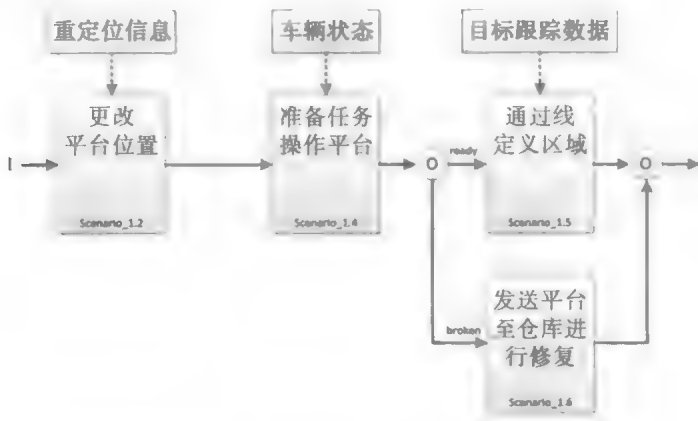 重定位信息
车辆状态
目标跟踪数据
更改
平台位置
Scenario_1.2
准备任务
操作平台
Scenario_1.4
O
ready
通过线
定义区域
Scenario_1.5
O
broken
发送平台
至仓库进
行修复
Scenario_1.6